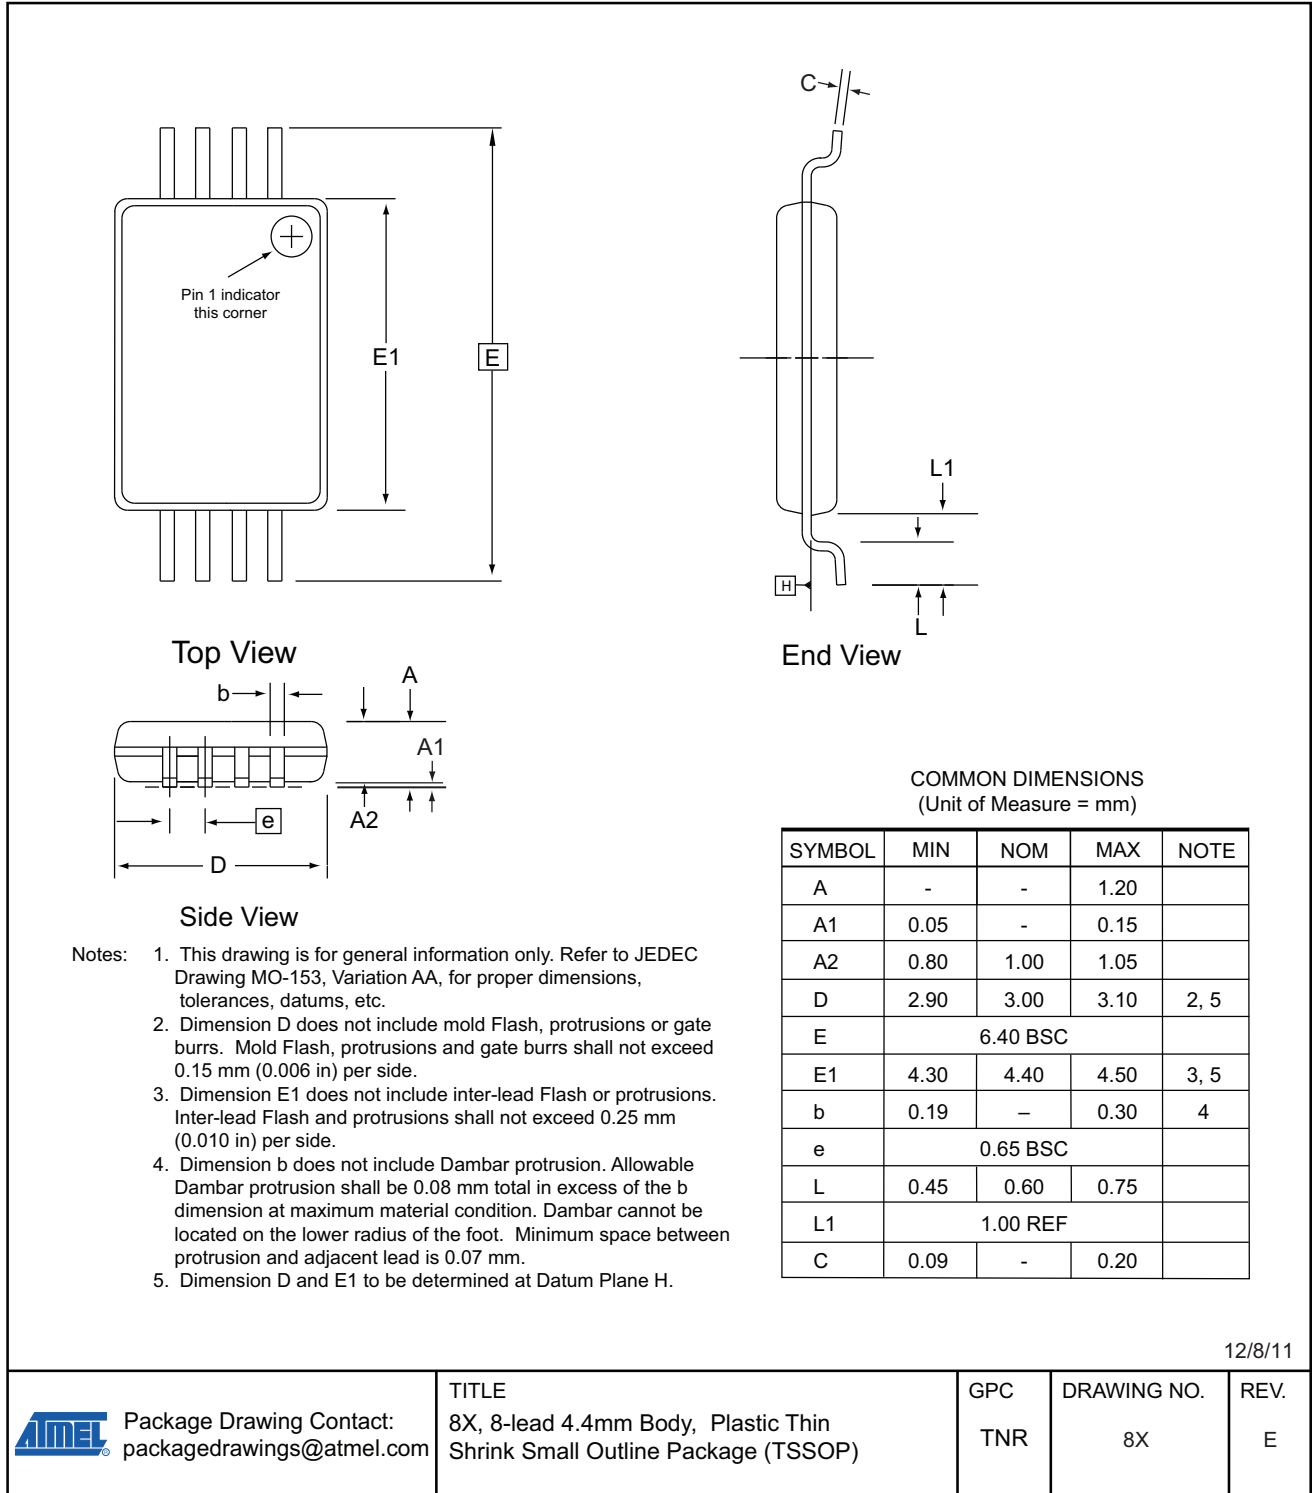 C
Pin 1 indicator
this corner
E1
E
L1
H
L
Top View
End View
b
A
A1
e
A2
D
Side View
COMMON DIMENSIONS
(Unit of Measure = mm)
SYMBOL MIN NOM MAX NOTE
A - - 1.20
A1 0.05 - 0.15
A2 0.80 1.00 1.05
D 2.90 3.00 3.10 2, 5
E 6.40 BSC
E1 4.30 4.40 4.50 3, 5
b 0.19 – 0.30 4
e 0.65 BSC
L 0.45 0.60 0.75
L1 1.00 REF
C 0.09 - 0.20
Notes: 1. This drawing is for general information only. Refer to JEDEC
Drawing MO-153, Variation AA, for proper dimensions,
tolerances, datums, etc.
2. Dimension D does not include mold Flash, protrusions or gate
burrs. Mold Flash, protrusions and gate burrs shall not exceed
0.15 mm (0.006 in) per side.
3. Dimension E1 does not include inter-lead Flash or protrusions.
Inter-lead Flash and protrusions shall not exceed 0.25 mm
(0.010 in) per side.
4. Dimension b does not include Dambar protrusion. Allowable
Dambar protrusion shall be 0.08 mm total in excess of the b
dimension at maximum material condition. Dambar cannot be
located on the lower radius of the foot. Minimum space between
protrusion and adjacent lead is 0.07 mm.
5. Dimension D and E1 to be determined at Datum Plane H.
12/8/11
ATMEL ®
Package Drawing Contact:
packagedrawings@atmel.com
TITLE
8X, 8-lead 4.4mm Body, Plastic Thin
Shrink Small Outline Package (TSSOP)
GPC
TNR
DRAWING NO.
8X
REV.
E